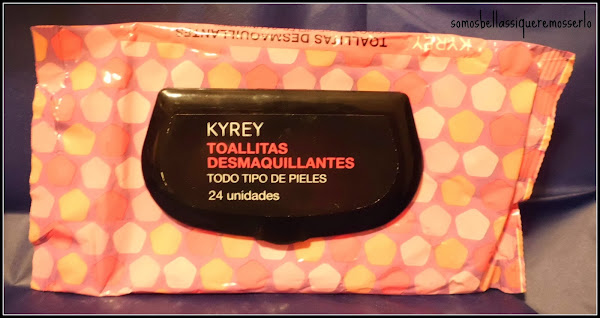 somosbellassiqueremosserlo
TOALLITAS DESMAQUILLANTES KYREY
KYREY
TOALLITAS
DESMAQUILLANTES
TODO TIPO DE PIELES
24 unidades